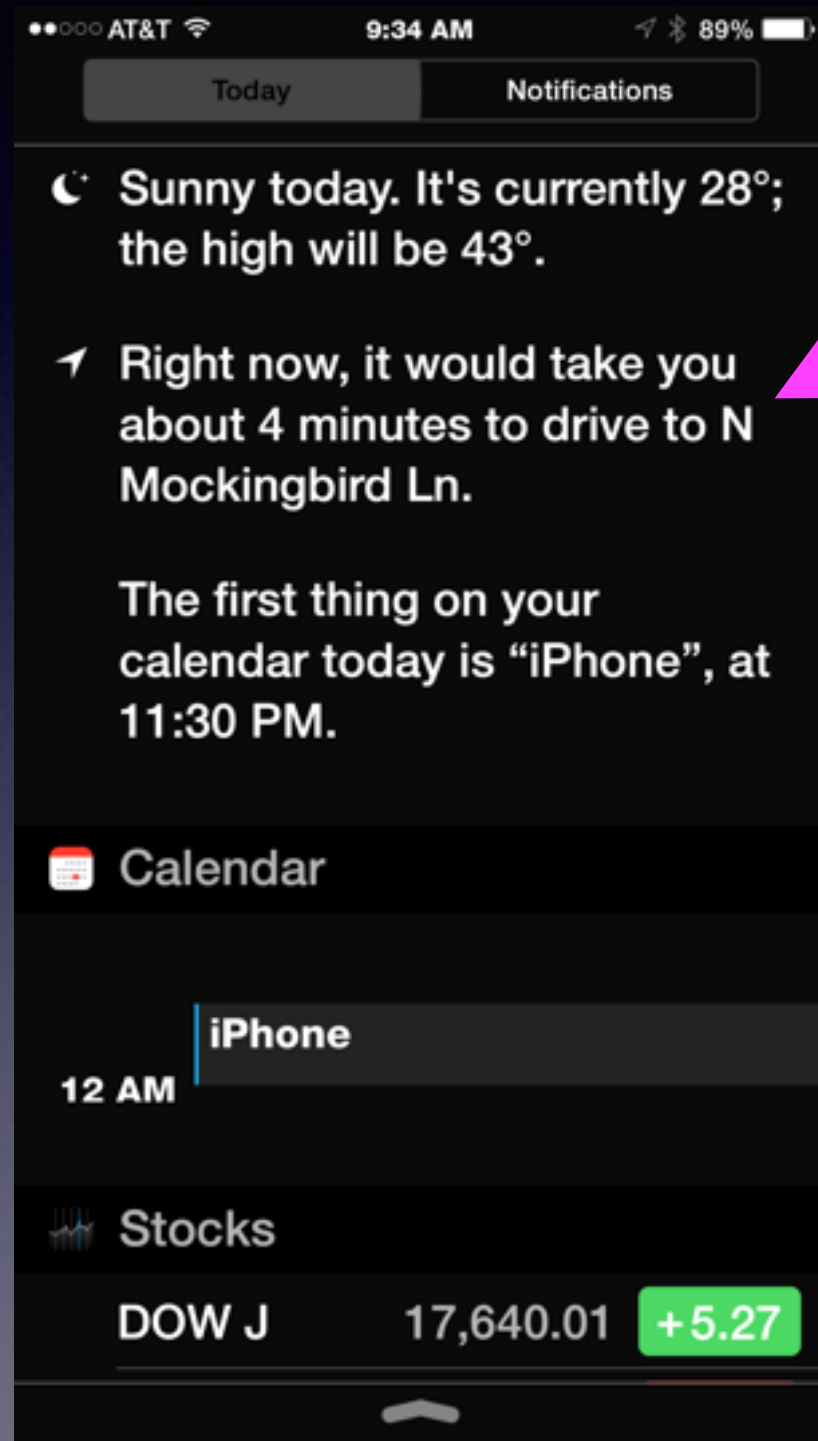 AT&T 9:34 AM 89%
Today Notifications
Sunny today. It's currently 28°;
the high will be 43°.
Right now, it would take you
about 4 minutes to drive to N
Mockingbird Ln.
The first thing on your
calendar today is “iPhone”, at
11:30 PM.
Calendar
iPhone
12 AM
Stocks
DOW J 17,640.01 +5.27